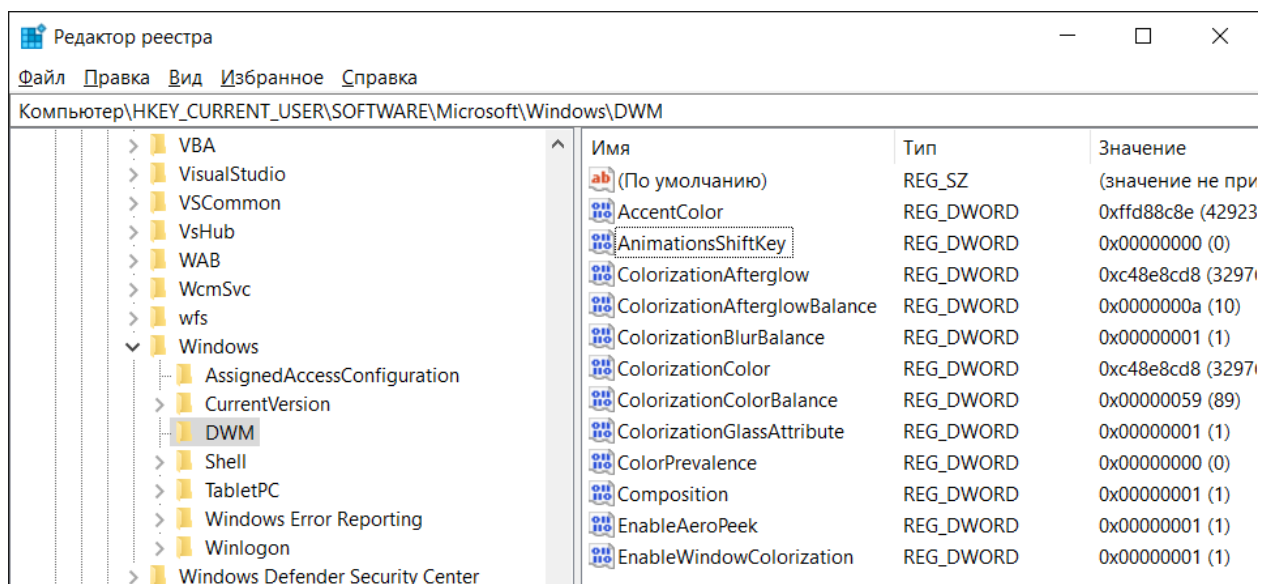 Редактор реестра
Файл Правка Вид Избранное Справка
Компьютер\HKEY_CURRENT_USER\SOFTWARE\Microsoft\Windows\DWM
VBA
VisualStudio
VSCommon
VsHub
WAB
WcmSvc
wfs
Windows
AssignedAccessConfiguration
CurrentVersion
DWM
Shell
TabletPC
Windows Error Reporting
Winlogon
Windows Defender Security Center
Имя Тип Значение
(По умолчанию) REG_SZ (значение не при
AccentColor REG_DWORD 0xffd88c8e (42923
AnimationsShiftKey REG_DWORD 0x00000000 (0)
ColorizationAfterglow REG_DWORD 0xc48e8cd8 (3297
ColorizationAfterglowBalance REG_DWORD 0x0000000a (10)
ColorizationBlurBalance REG_DWORD 0x00000001 (1)
ColorizationColor REG_DWORD 0xc48e8cd8 (3297
ColorizationColorBalance REG_DWORD 0x00000059 (89)
ColorizationGlassAttribute REG_DWORD 0x00000001 (1)
ColorPrevalence REG_DWORD 0x00000000 (0)
Composition REG_DWORD 0x00000001 (1)
EnableAeroPeek REG_DWORD 0x00000001 (1)
EnableWindowColorization REG_DWORD 0x00000001 (1)